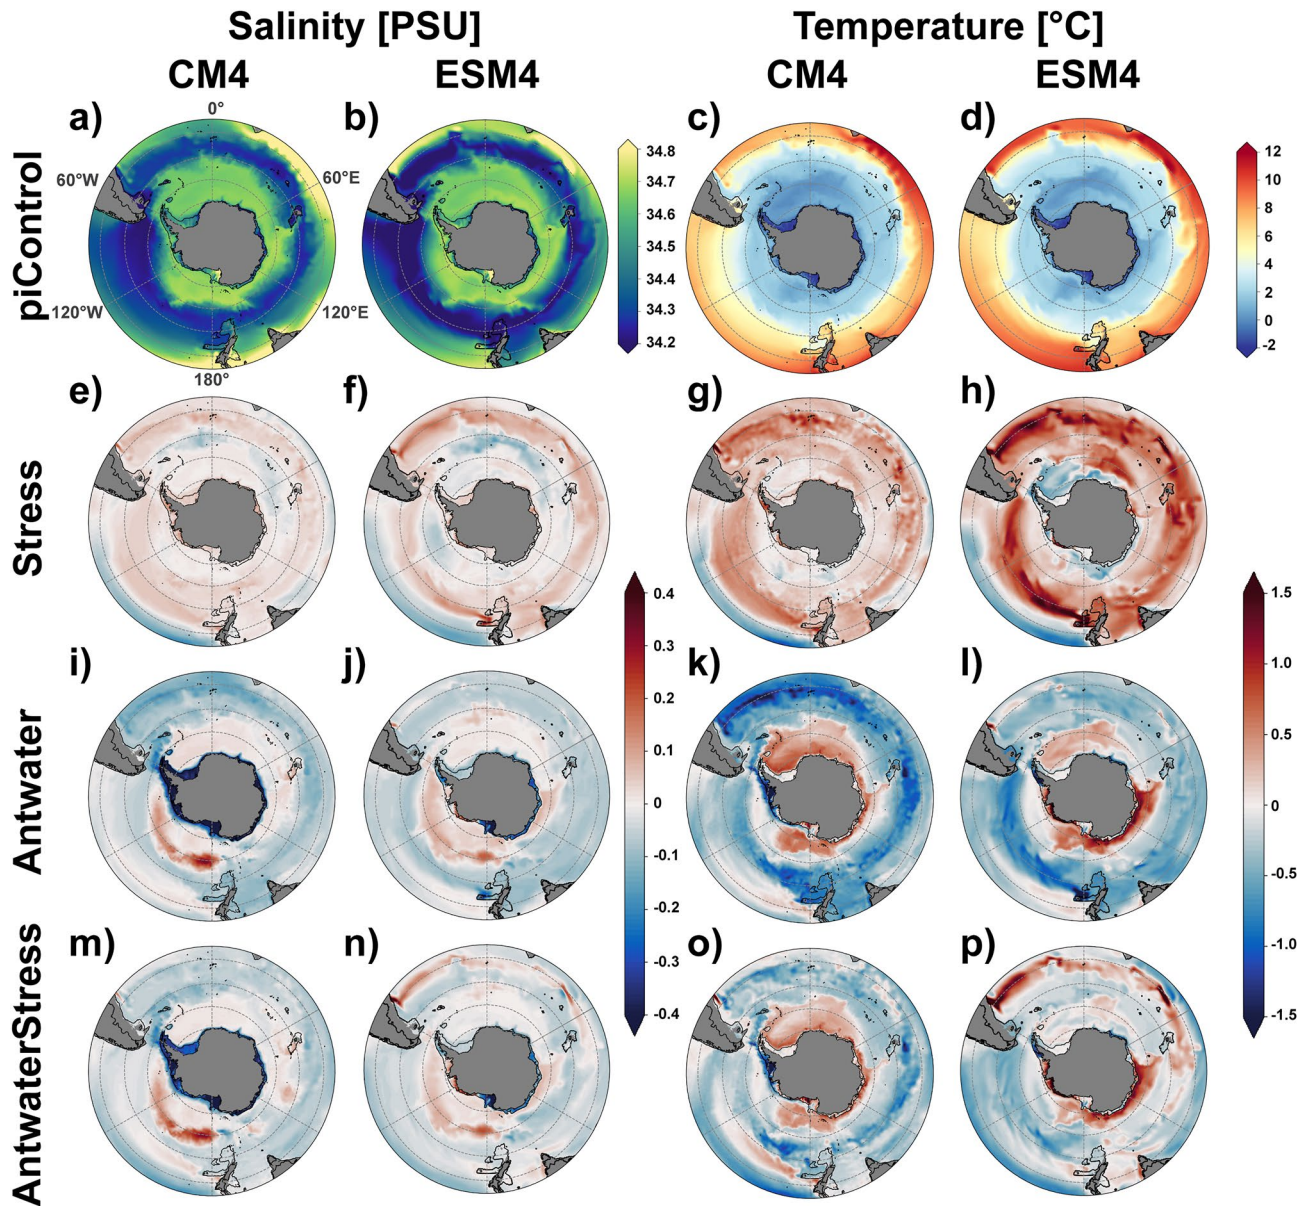 Salinity [PSU]
Temperature [°C]
CM4
ESM4
CM4
ESM4
piControl
a)
b)
c)
d)
0°
60°W
60°E
120°W
120°E
180°
34.8
34.7
34.6
34.5
34.4
34.3
34.2
12
10
8
6
4
2
0
-2
Stress
e)
f)
g)
h)
Antwater
i)
j)
k)
l)
0.4
0.3
0.2
0.1
0
-0.1
-0.2
-0.3
-0.4
1.5
1.0
0.5
0
-0.5
-1.0
-1.5
AntwaterStress
m)
n)
o)
p)